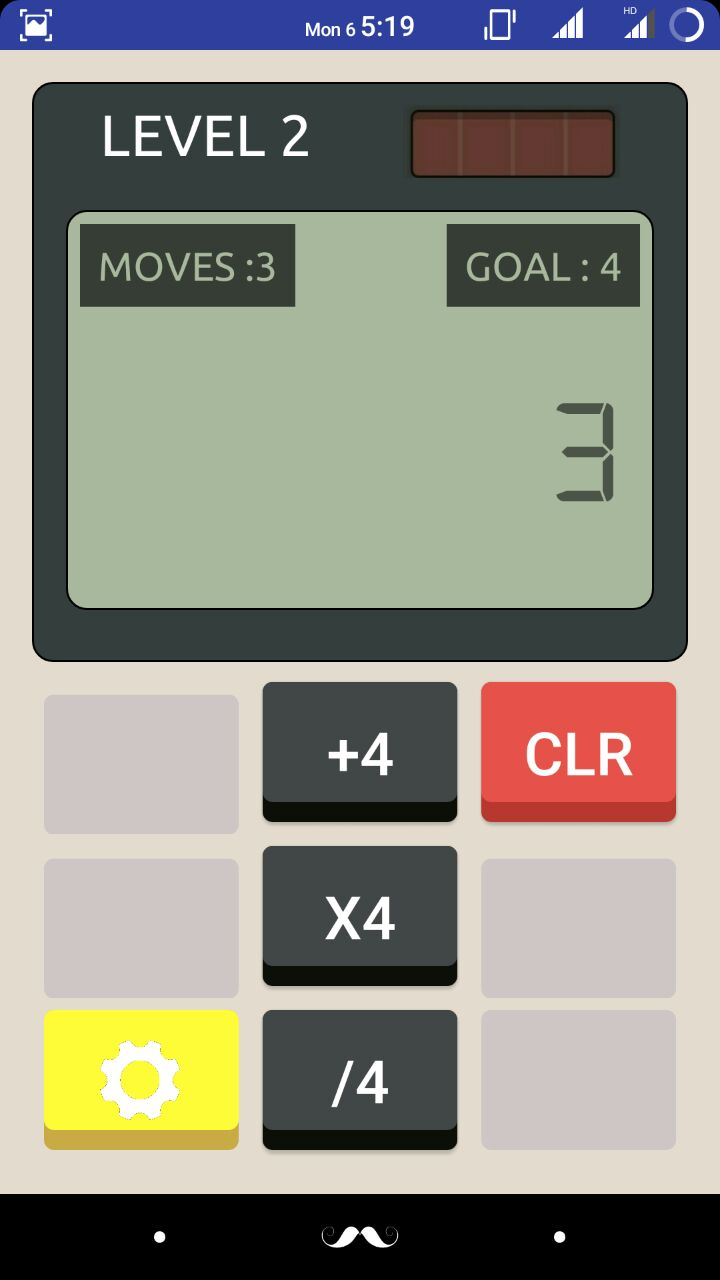 Mon 6 5:19
HD
LEVEL 2
MOVES :3
GOAL : 4
3
+4
CLR
X4
/4